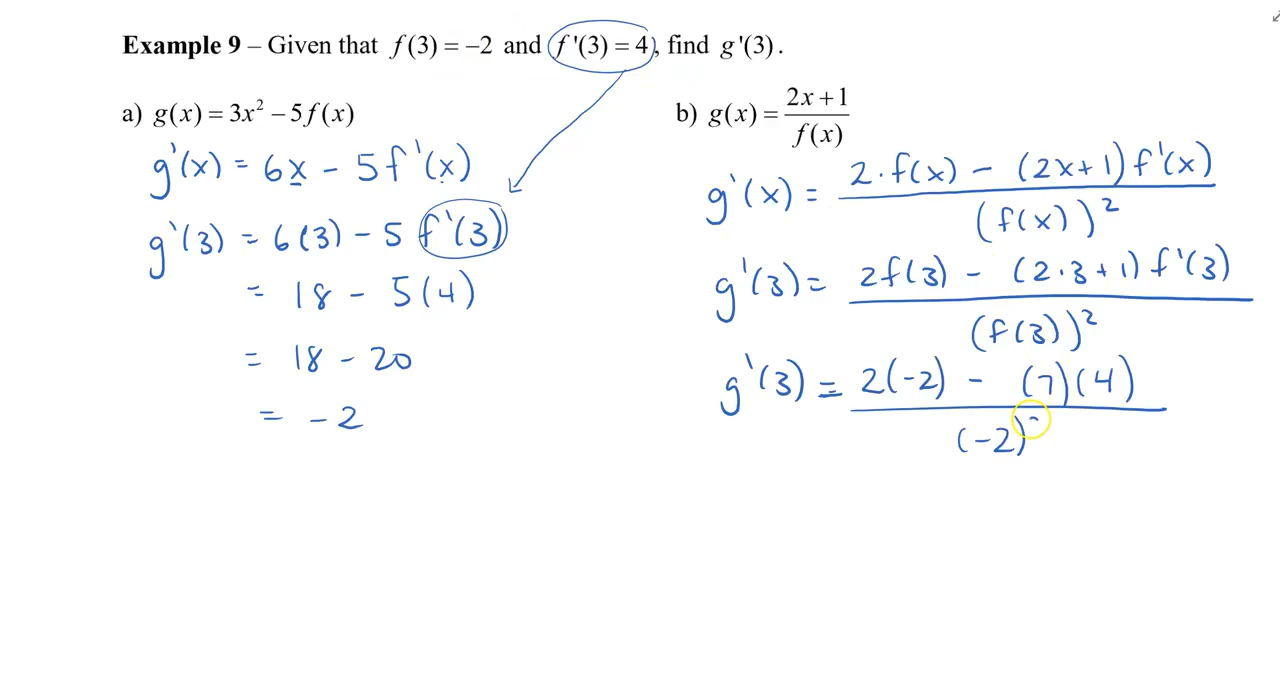 Example 9 – Given that f(3) = −2 and f'(3) = 4, find g'(3).
a) g(x) = 3x² − 5f(x)
g'(x) = 6x − 5f'(x)
g'(3) = 6(3) − 5 f'(3)
= 18 − 5(4)
= 18 − 20
= −2
b) g(x) = (2x+1)/f(x)
g'(x) = 2·f(x) − (2x+1)f'(x) / (f(x))²
g'(3) = 2f(3) − (2·3+1)f'(3) / (f(3))²
g'(3) = 2(−2) − (7)(4) / (−2)